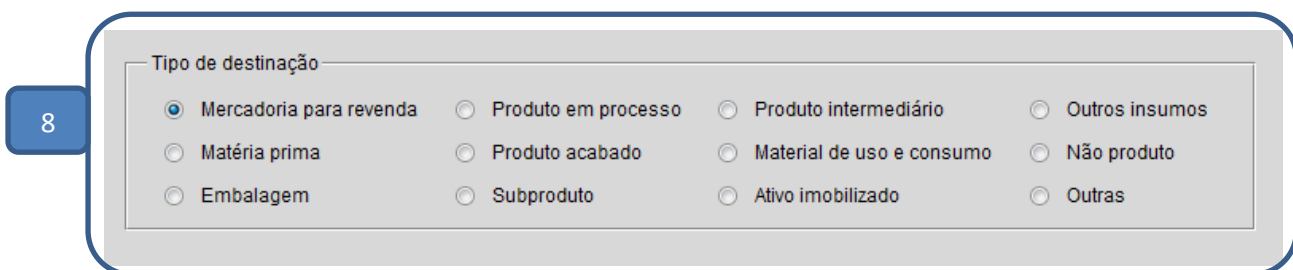 Tipo de destinação
8
Mercadoria para revenda Produto em processo Produto intermediário Outros insumos
Matéria prima Produto acabado Material de uso e consumo Não produto
Embalagem Subproduto Ativo imobilizado Outras